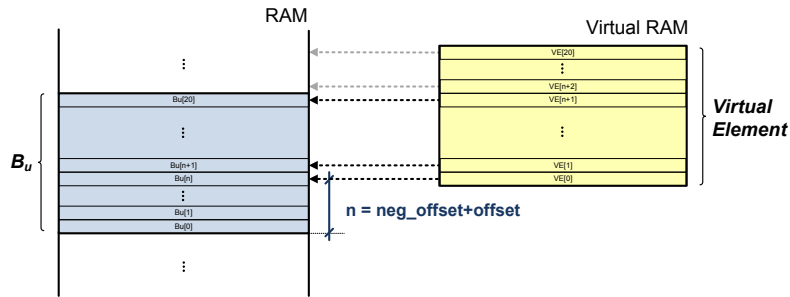 RAM
Virtual RAM
⋮
VE[20]
⋮
VE[n+2]
Bu[20]
VE[n+1]
Virtual
Element
⋮
⋮
Bu
Bu[n+1]
VE[1]
Bu[n]
VE[0]
⋮
n = neg_offset+offset
Bu[1]
Bu[0]
⋮